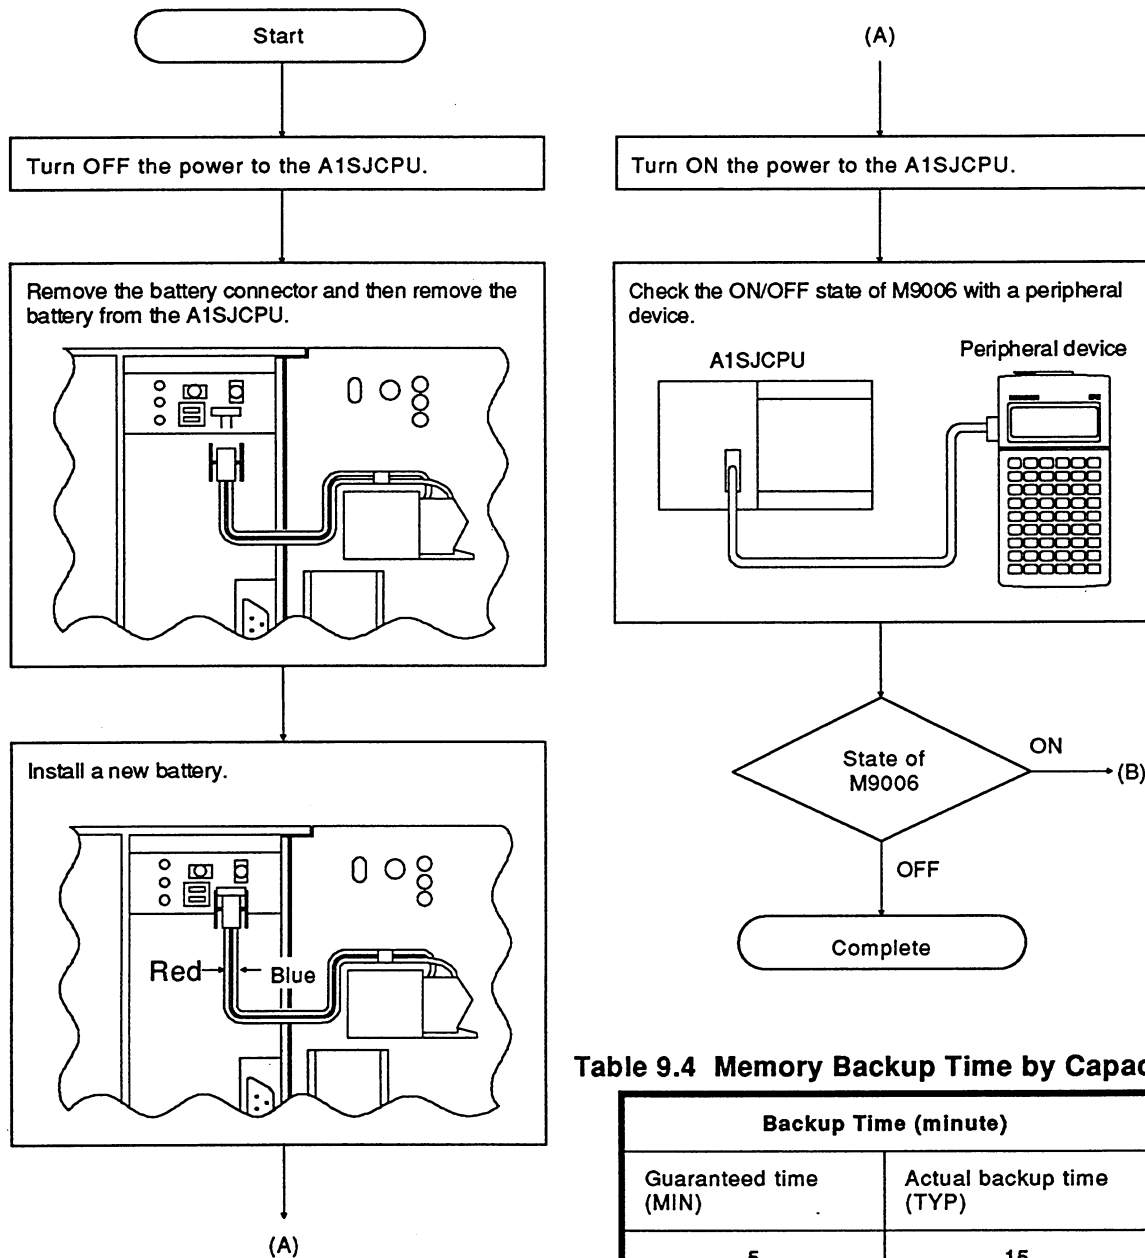 Start
Turn OFF the power to the A1SJCPU.
Remove the battery connector and then remove the
battery from the A1SJCPU.
Install a new battery.
Red
Blue
(A)
(A)
Turn ON the power to the A1SJCPU.
Check the ON/OFF state of M9006 with a peripheral
device.
A1SJCPU
Peripheral device
State of
M9006
ON
(B)
OFF
Complete
Table 9.4 Memory Backup Time by
Backup Time (minute)
Guaranteed time
(MIN)
Actual backup time
(TYP)
5
15